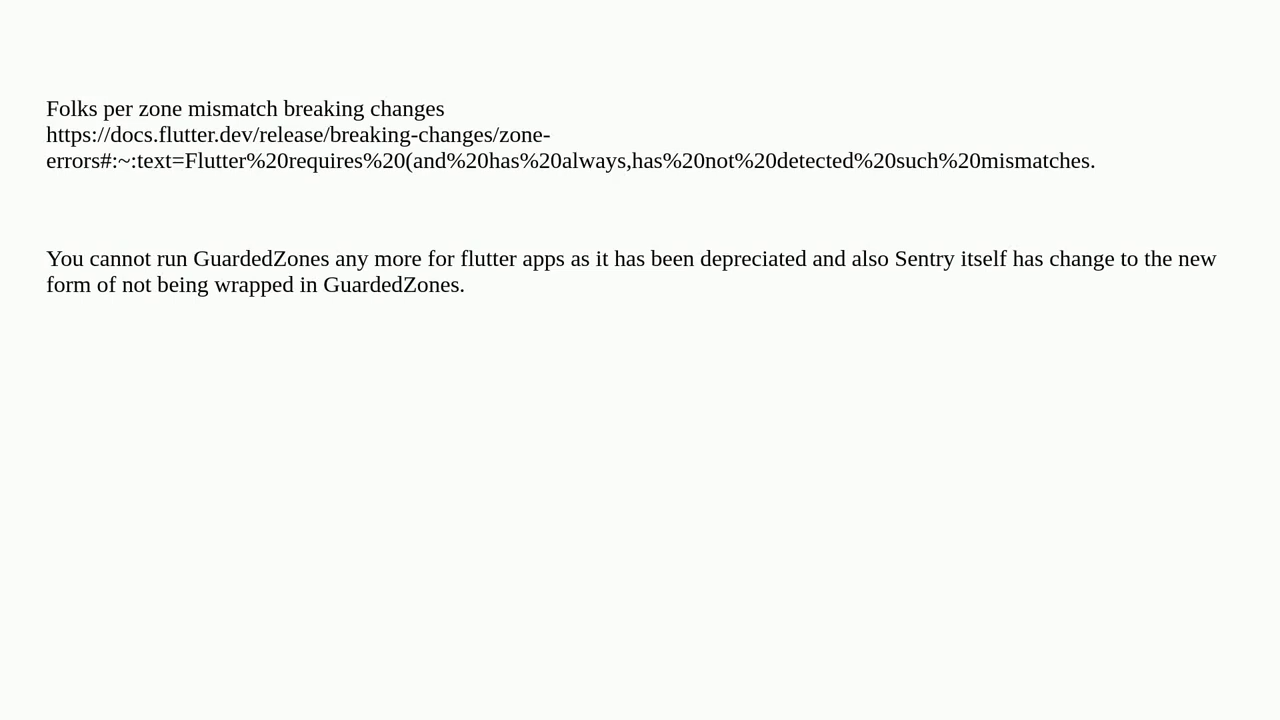 Folks per zone mismatch breaking changes
https://docs.flutter.dev/release/breaking-changes/zone-
errors#:~:text=Flutter%20requires%20(and%20has%20always,has%20not%20detected%20such%20mismatches.
You cannot run GuardedZones any more for flutter apps as it has been depreciated and also Sentry itself has change to the new
form of not being wrapped in GuardedZones.